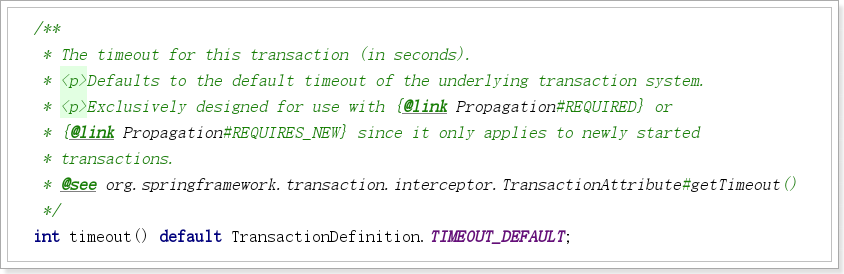 /**
* The timeout for this transaction (in seconds).
* <p>Defaults to the default timeout of the underlying transaction system.
* <p>Exclusively designed for use with {@link Propagation#REQUIRED} or
* {@link Propagation#REQUIRES_NEW} since it only applies to newly started
* transactions.
* @see org.springframework.transaction.interceptor.TransactionAttribute#getTimeout()
*/
int timeout() default TransactionDefinition.TIMEOUT_DEFAULT;